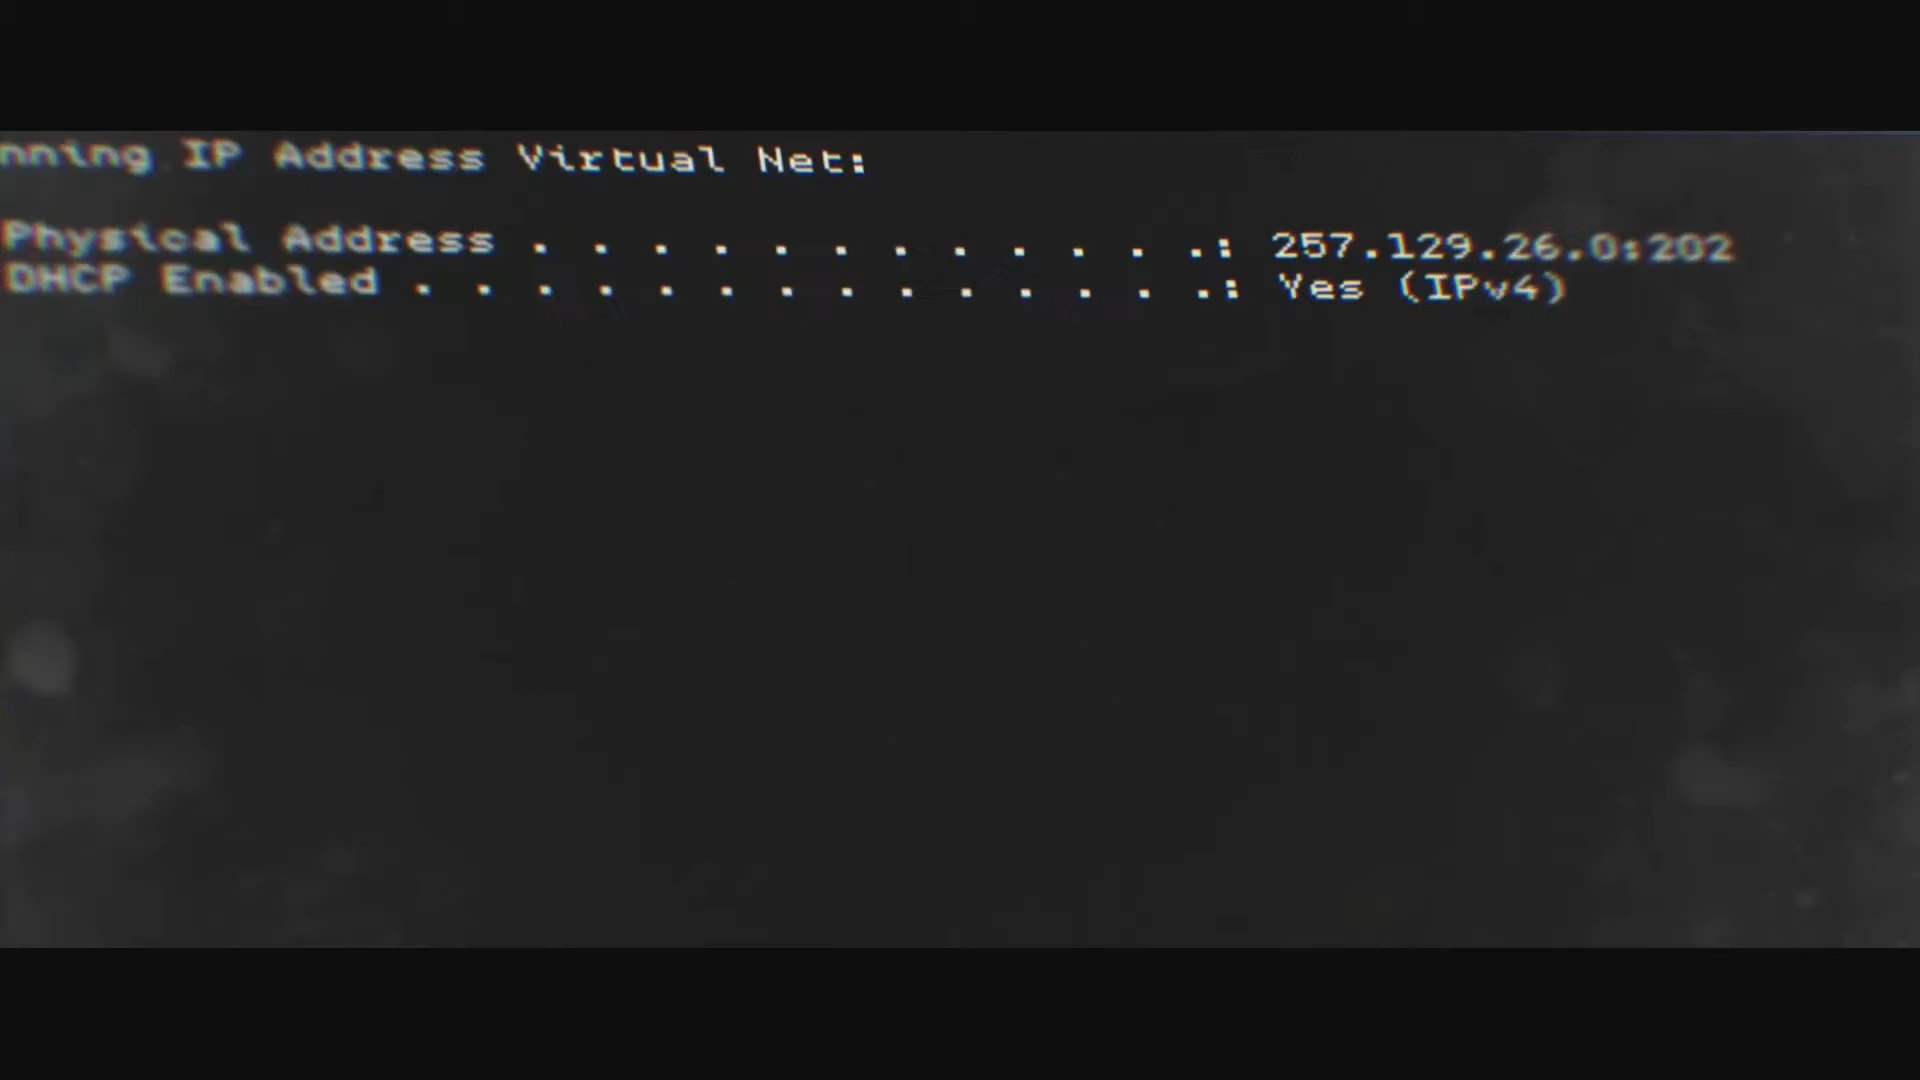 nning IP Address Virtual Net:
Physical Address . . . . . . . . . . . .: 257.129.26.0:202
DHCP Enabled . . . . . . . . . . . . . .: Yes (IPv4)